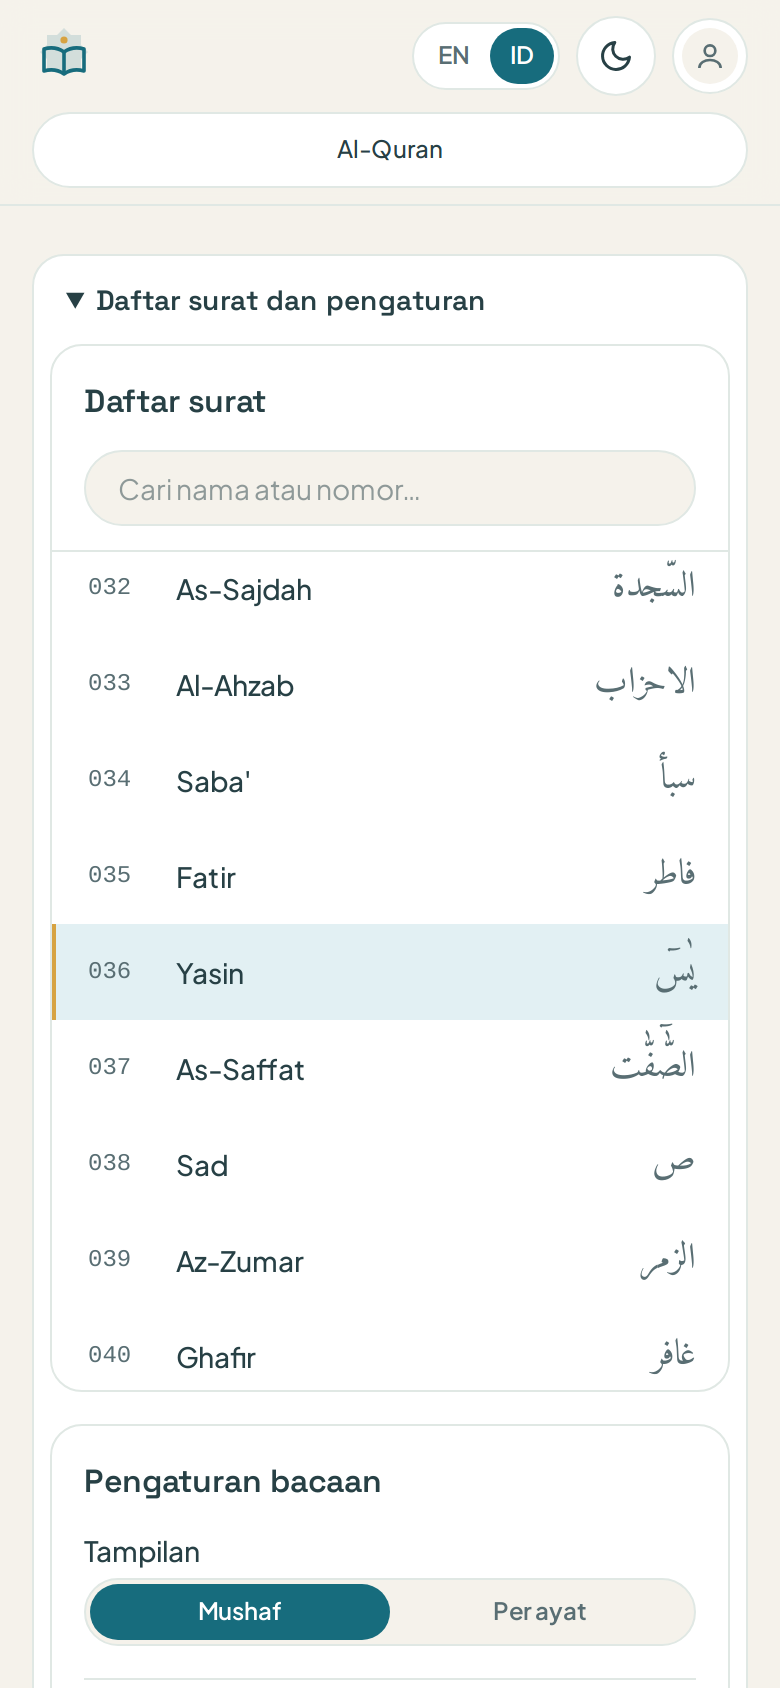 EN ID
Al-Quran
▼ Daftar surat dan pengaturan
Daftar surat
Cari nama atau nomor...
032 As-Sajdah السّجدة
033 Al-Ahzab الاحزاب
034 Saba' سبأ
035 Fatir فاطر
036 Yasin يٰسۤ
037 As-Saffat الصّٰۤفّٰت
038 Sad ص
039 Az-Zumar الزمر
040 Ghafir غافر
Pengaturan bacaan
Tampilan
Mushaf Per ayat